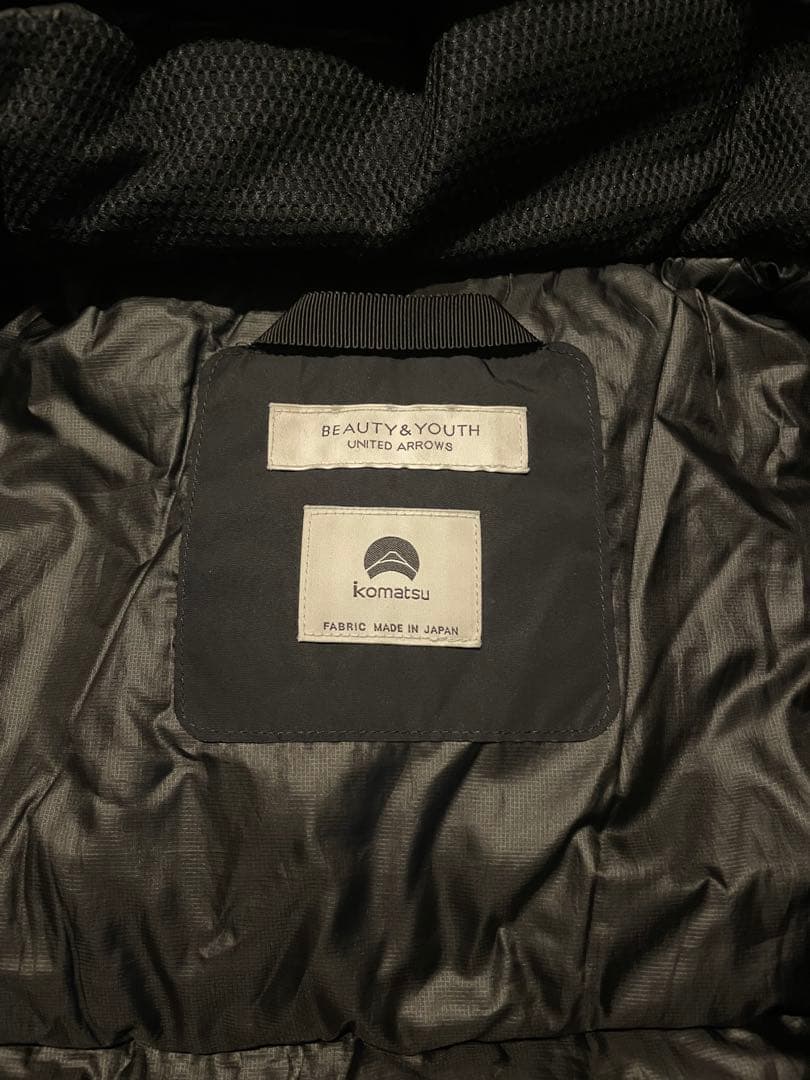 BEAUTY&YOUTH
UNITED ARROWS
komatsu
FABRIC MADE IN JAPAN